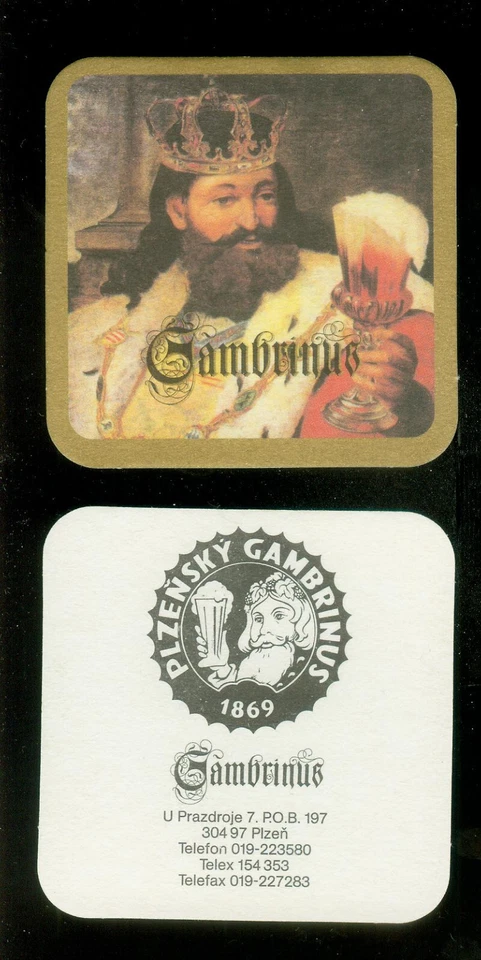 Gambrinus
PLZEŇSKÝ GAMBRINUS
1869
Gambrinus
U Prazdroje 7. P.O.B. 197
304 97 Plzeň
Telefon 019-223580
Telex 154 353
Telefax 019-227283